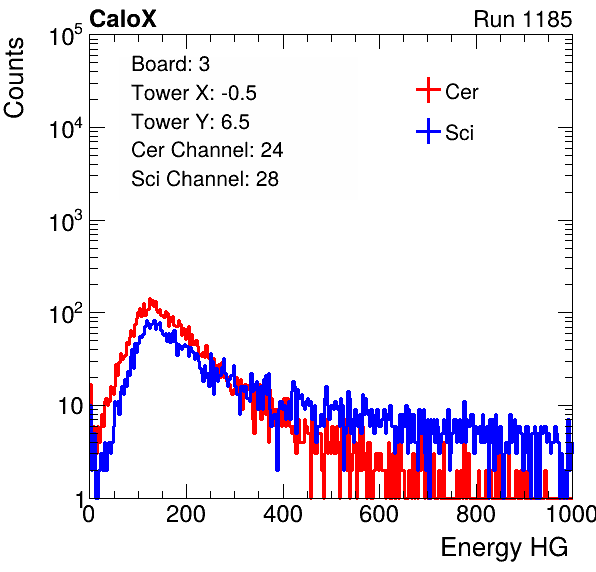 CaloX Run 1185
Counts
Board: 3
Tower X: -0.5
Tower Y: 6.5
Cer Channel: 24
Sci Channel: 28
Cer
Sci
10^5
10^4
10^3
10^2
10
1
0 200 400 600 800 1000
Energy HG